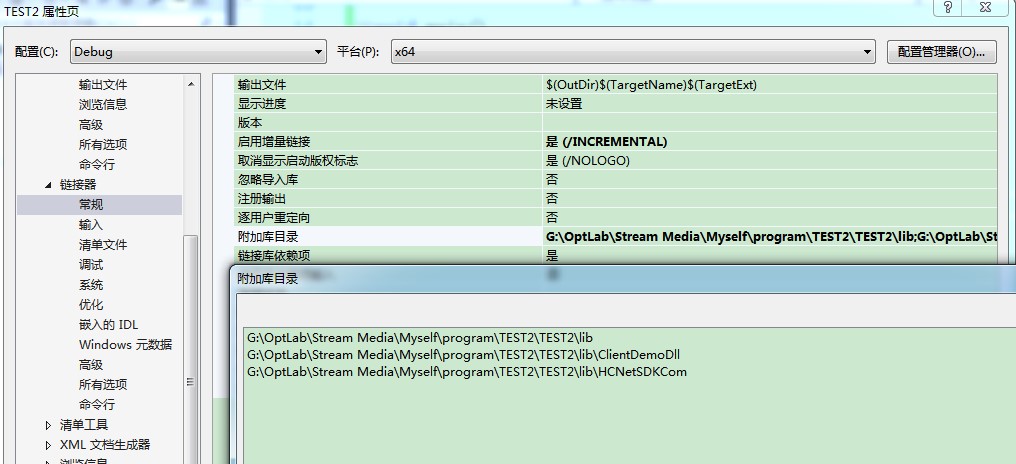 TEST2 属性页
配置(C): Debug 平台(P): x64 配置管理器(O)...
输出文件
浏览信息
高级
所有选项
命令行
链接器
常规
输入
清单文件
调试
系统
优化
嵌入的 IDL
Windows 元数据
高级
所有选项
命令行
清单工具
XML 文档生成器
浏览信息
输出文件 $(OutDir)$(TargetName)$(TargetExt)
显示进度 未设置
版本
启用增量链接 是 (/INCREMENTAL)
取消显示启动版权标志 是 (/NOLOGO)
忽略导入库 否
注册输出 否
逐用户重定向 否
附加库目录 G:\OptLab\Stream Media\Myself\program\TEST2\TEST2\lib;G:\OptLab\St
链接库依赖项 是
附加库目录
G:\OptLab\Stream Media\Myself\program\TEST2\TEST2\lib
G:\OptLab\Stream Media\Myself\program\TEST2\TEST2\lib\ClientDemoDll
G:\OptLab\Stream Media\Myself\program\TEST2\TEST2\lib\HCNetSDKCom